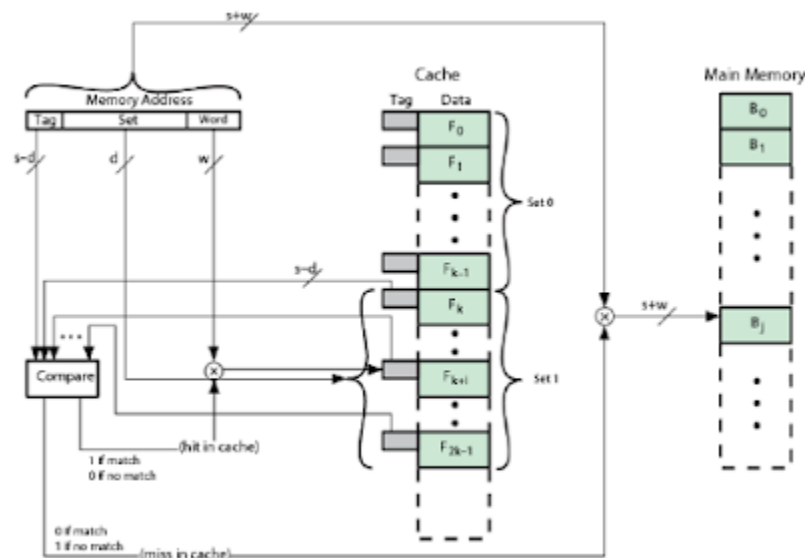 s+w
Cache
Main Memory
Memory Address
Tag Data
Tag Set Word
F0
B0
F1
B1
s–d
d
w
Set 0
s–d
Fk–1
Fk
s+w
Bj
Compare
Fk+i
Set 1
(hit in cache)
F2k–1
1 if match
0 if no match
0 if match
1 if no match
(miss in cache)